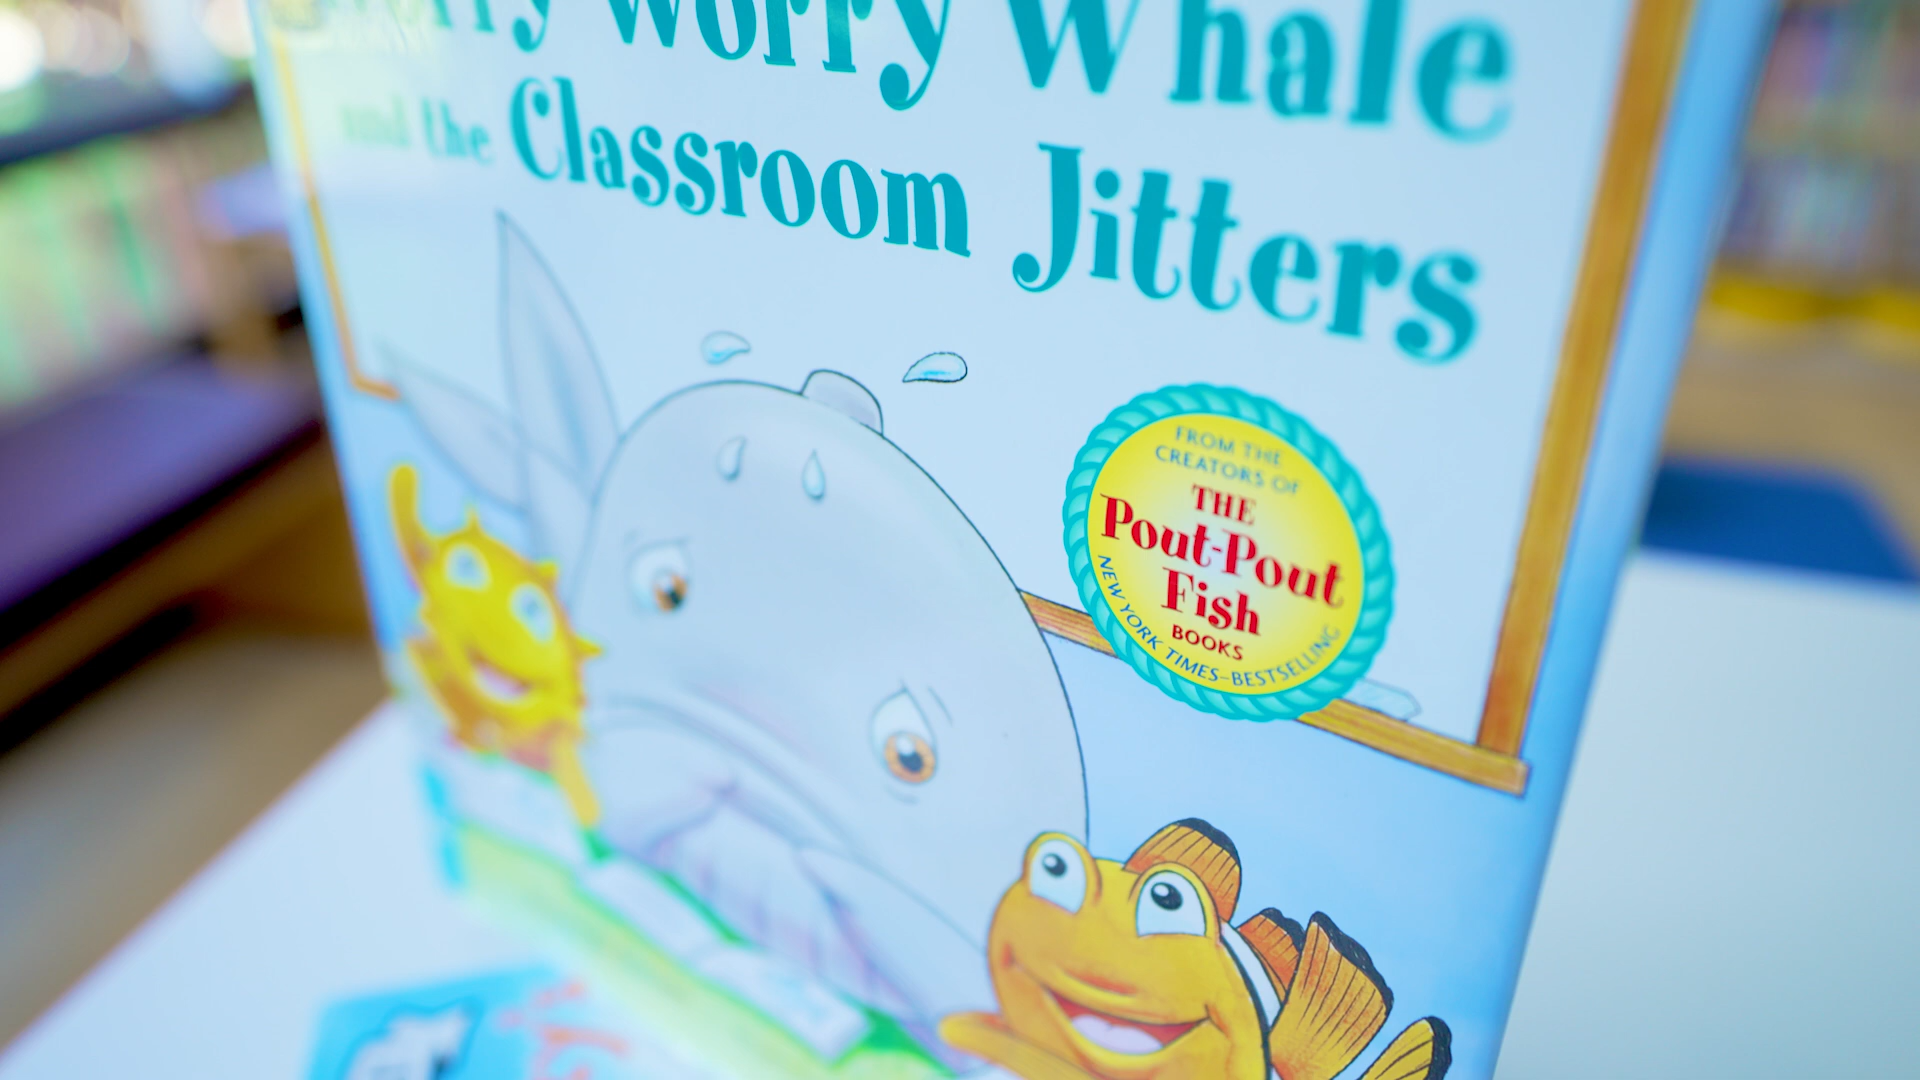 Worry Whale
and the Classroom Jitters
FROM THE
CREATORS OF
THE
Pout-Pout
Fish
BOOKS
NEW YORK TIMES–BESTSELLING